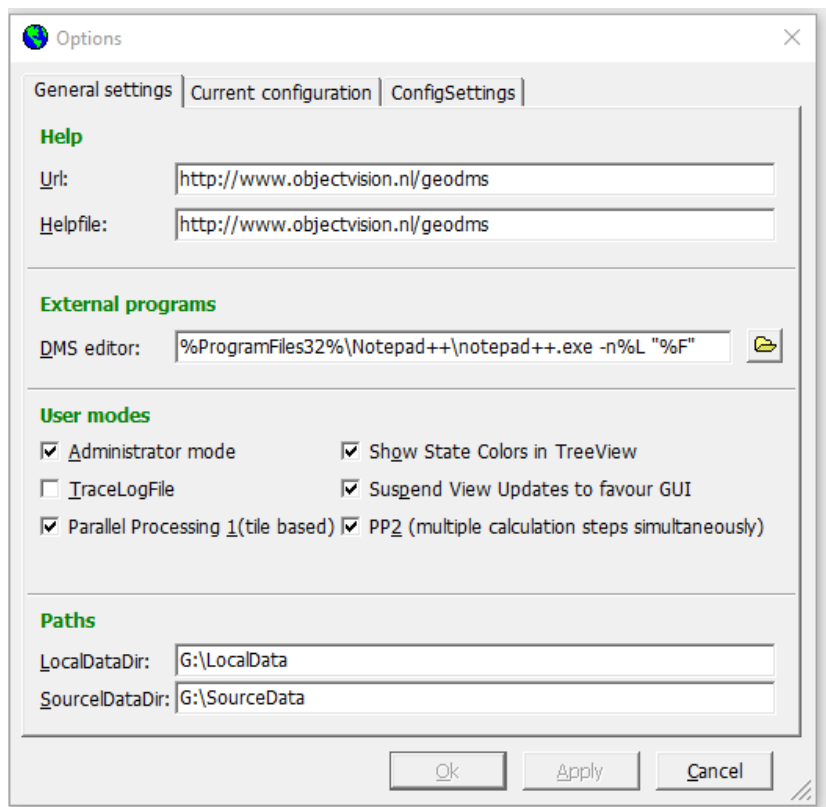 Options
General settings Current configuration ConfigSettings
Help
Url: http://www.objectvision.nl/geodms
Helpfile: http://www.objectvision.nl/geodms
External programs
DMS editor: %ProgramFiles32%\Notepad++\notepad++.exe -n%L "%F"
User modes
Administrator mode Show State Colors in TreeView
TraceLogFile Suspend View Updates to favour GUI
Parallel Processing 1(tile based) PP2 (multiple calculation steps simultaneously)
Paths
LocalDataDir: G:\LocalData
SourcelDataDir: G:\SourceData
Ok Apply Cancel